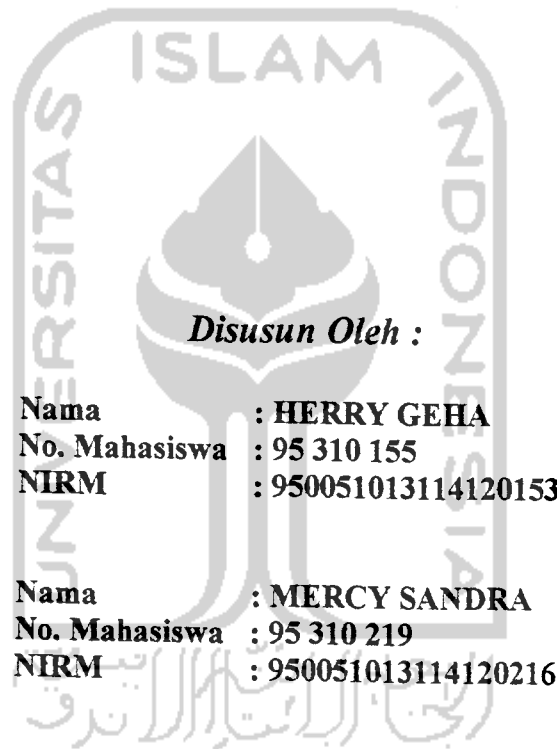 ISLAM
UNIVERSITAS
INDONESIA
Disusun Oleh :
Nama : HERRY GEHA
No. Mahasiswa : 95 310 155
NIRM : 950051013114120153
Nama : MERCY SANDRA
No. Mahasiswa : 95 310 219
NIRM : 950051013114120216